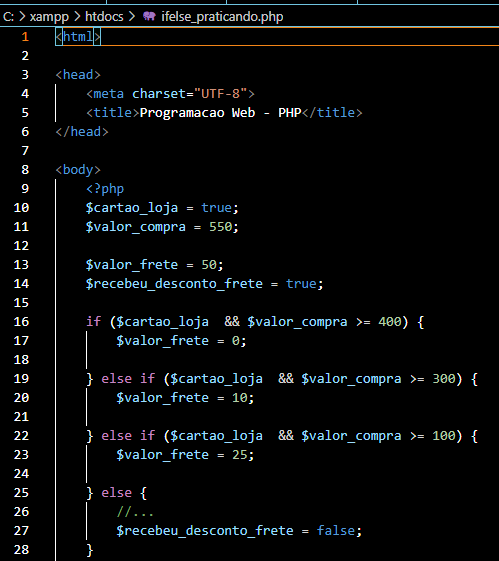 C: > xampp > htdocs > ifelse_praticando.php
1 <html>
2
3 <head>
4 <meta charset="UTF-8">
5 <title>Programacao Web - PHP</title>
6 </head>
7
8 <body>
9 <?php
10 $cartao_loja = true;
11 $valor_compra = 550;
12
13 $valor_frete = 50;
14 $recebeu_desconto_frete = true;
15
16 if ($cartao_loja  && $valor_compra >= 400) {
17 $valor_frete = 0;
18
19 } else if ($cartao_loja  && $valor_compra >= 300) {
20 $valor_frete = 10;
21
22 } else if ($cartao_loja  && $valor_compra >= 100) {
23 $valor_frete = 25;
24
25 } else {
26 //...
27 $recebeu_desconto_frete = false;
28 }